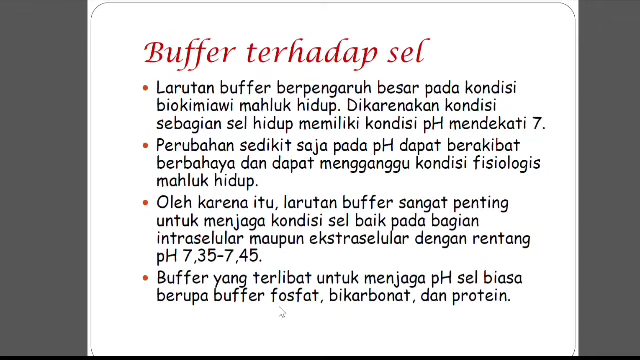 Buffer terhadap sel
• Larutan buffer berpengaruh besar pada kondisi
biokimiawi mahluk hidup. Dikarenakan kondisi
sebagian sel hidup memiliki kondisi pH mendekati 7.
• Perubahan sedikit saja pada pH dapat berakibat
berbahaya dan dapat mengganggu kondisi fisiologis
mahluk hidup.
• Oleh karena itu, larutan buffer sangat penting
untuk menjaga kondisi sel baik pada bagian
intraselular maupun ekstraselular dengan rentang
pH 7,35–7,45.
• Buffer yang terlibat untuk menjaga pH sel biasa
berupa buffer fosfat, bikarbonat, dan protein.